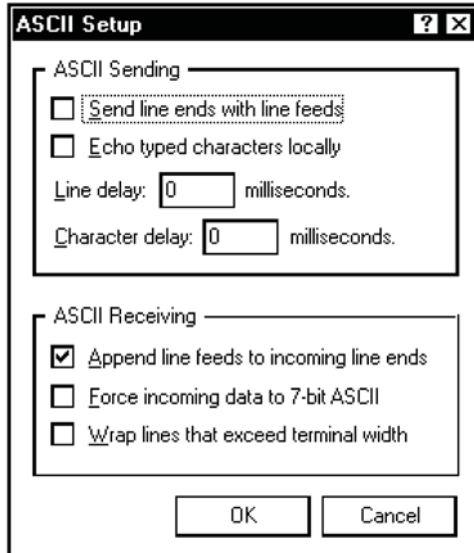 ASCII Setup ? X
ASCII Sending
Send line ends with line feeds
Echo typed characters locally
Line delay: 0 milliseconds.
Character delay: 0 milliseconds.
ASCII Receiving
Append line feeds to incoming line ends
Force incoming data to 7-bit ASCII
Wrap lines that exceed terminal width
OK Cancel